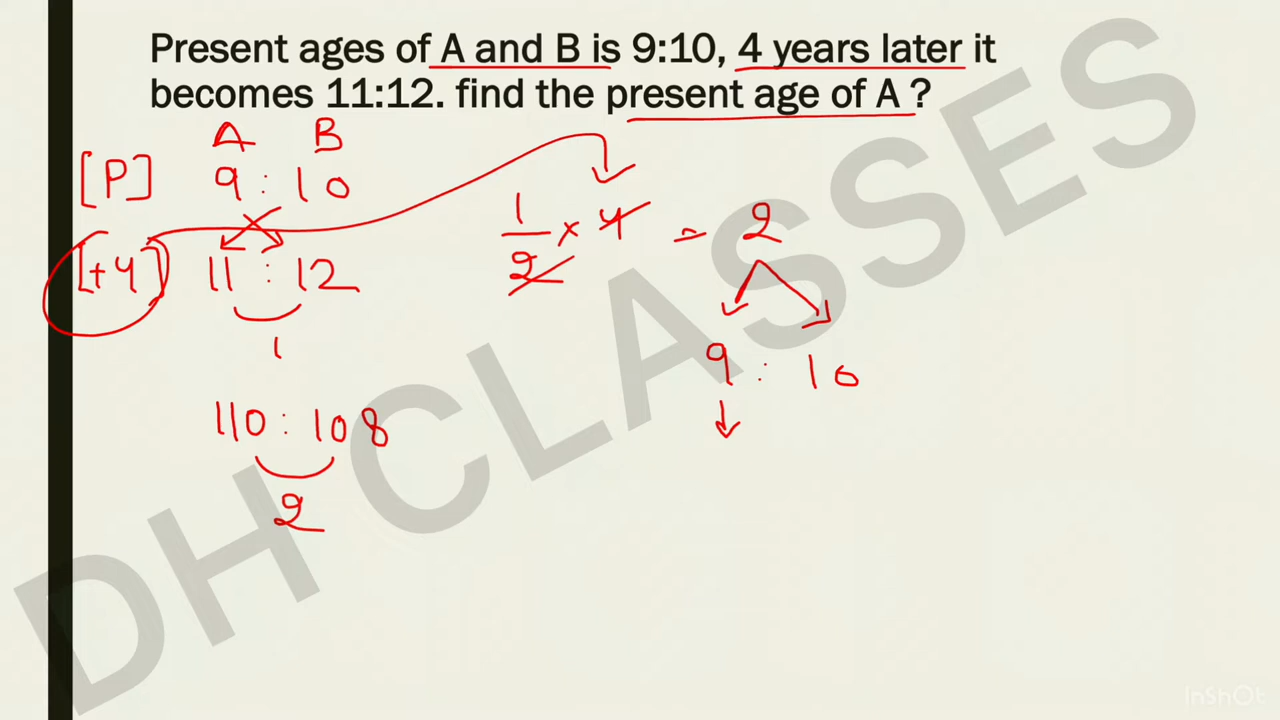 Present ages of A and B is 9:10, 4 years later it
becomes 11:12. find the present age of A ?
A B
[P] 9 : 10
[+4] 11 : 12
1
110 : 108
2
1/2 × 4 = 2
9 : 10
DH CLASSES
InShOt